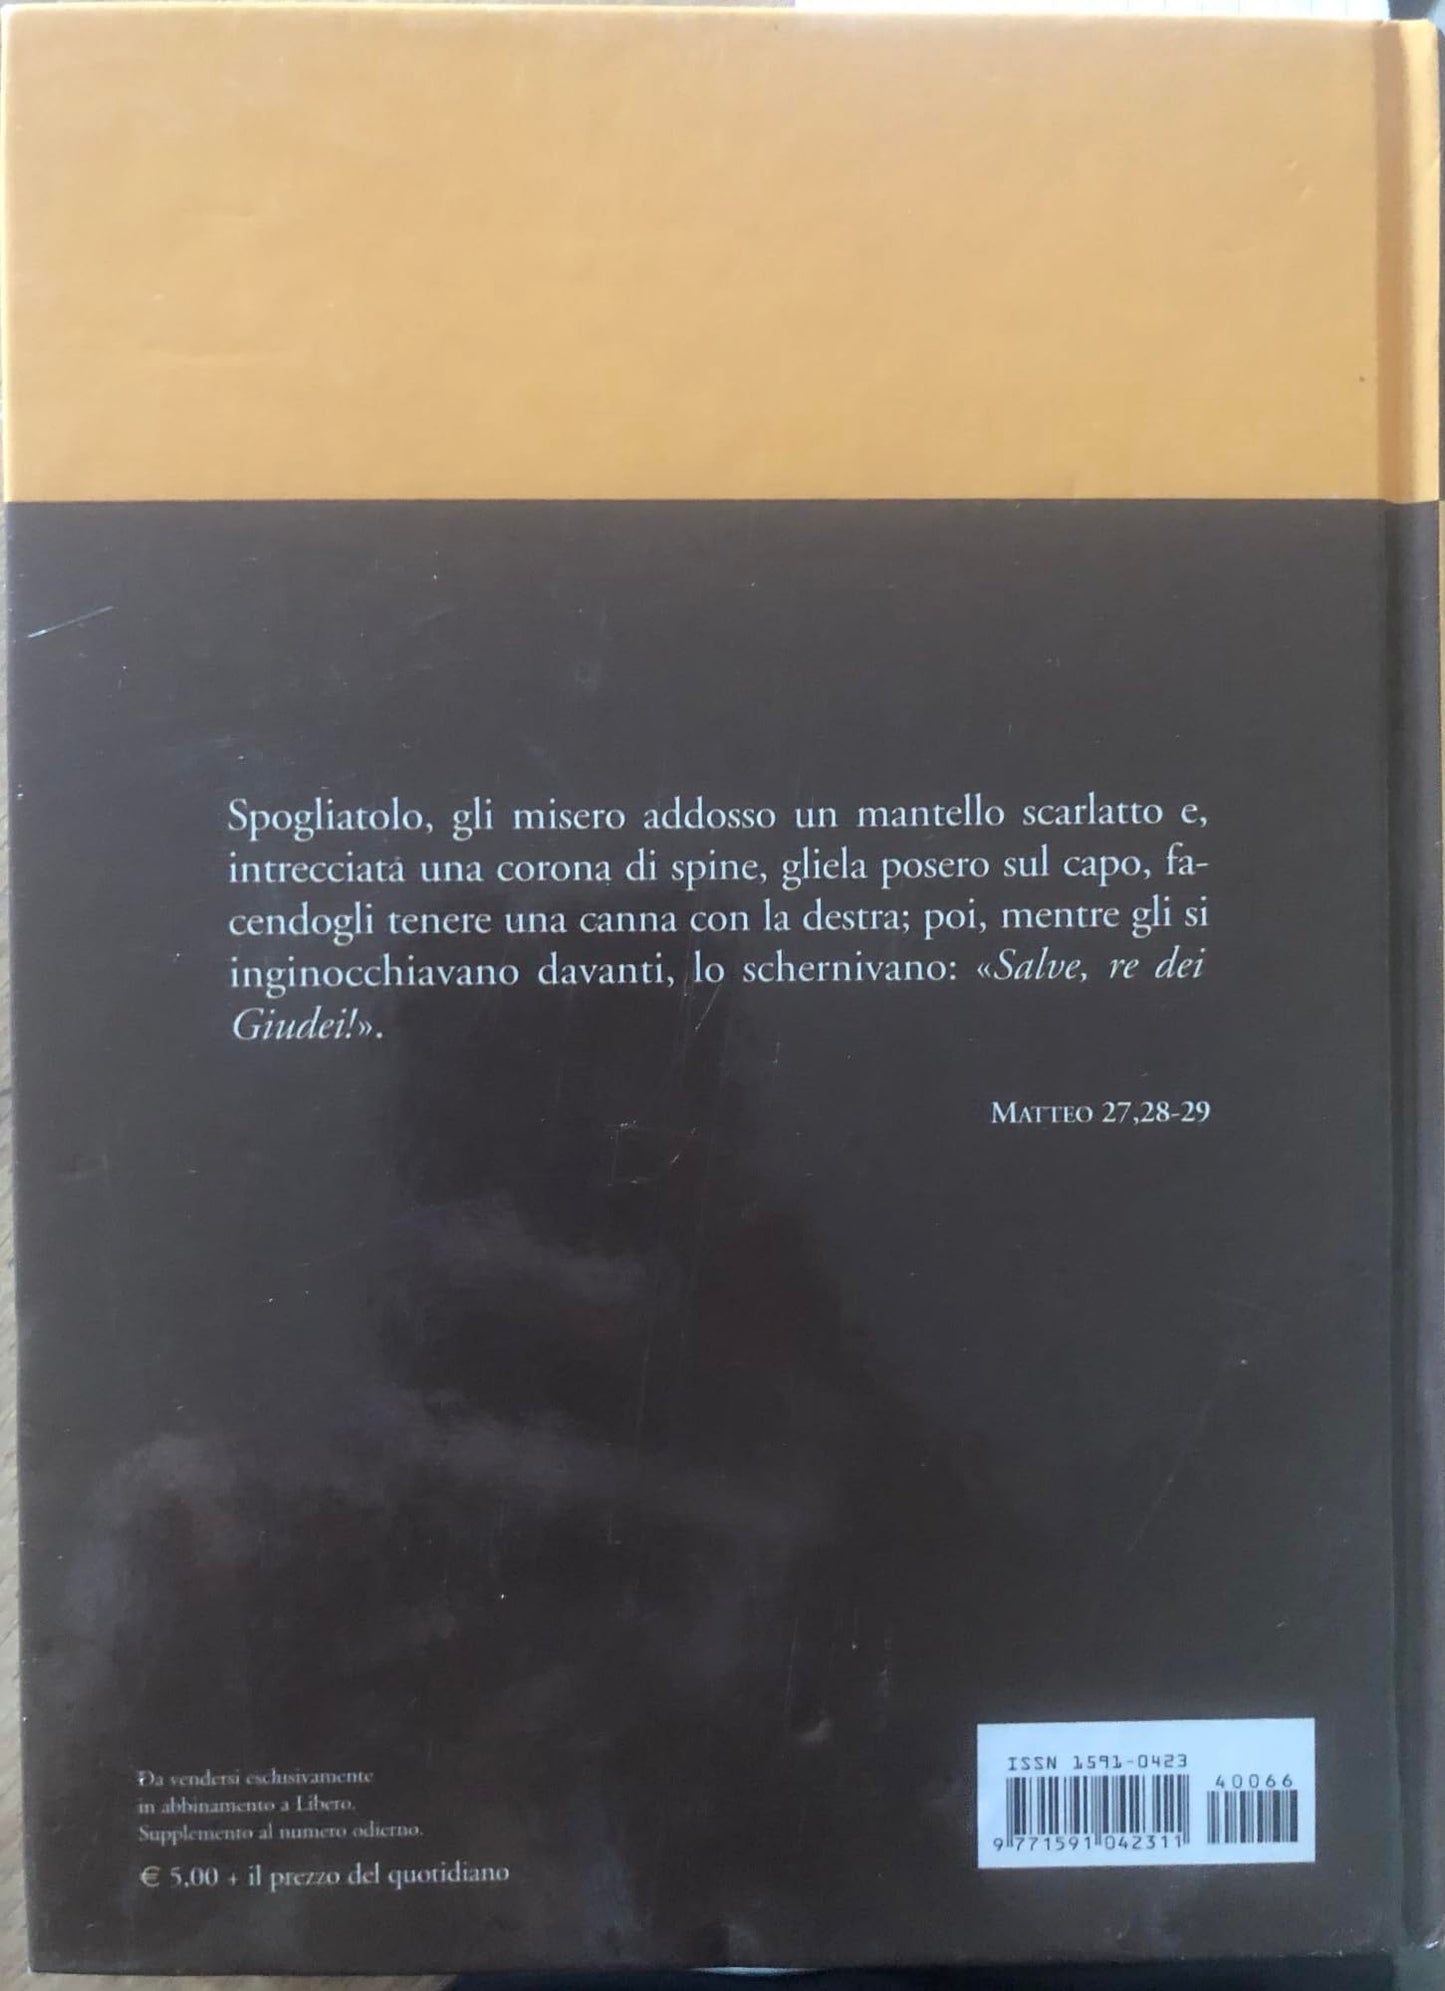 Spogliatolo, gli misero addosso un mantello scarlatto e,
intrecciata una corona di spine, gliela posero sul capo, fa-
cendogli tenere una canna con la destra; poi, mentre gli si
inginocchiavano davanti, lo schernivano: «Salve, re dei
Giudei!».
MATTEO 27,28-29
Da vendersi esclusivamente
in abbinamento a Libero.
Supplemento al numero odierno.
€ 5,00 + il prezzo del quotidiano
ISSN 1591-0423
40066
9 771591 042311